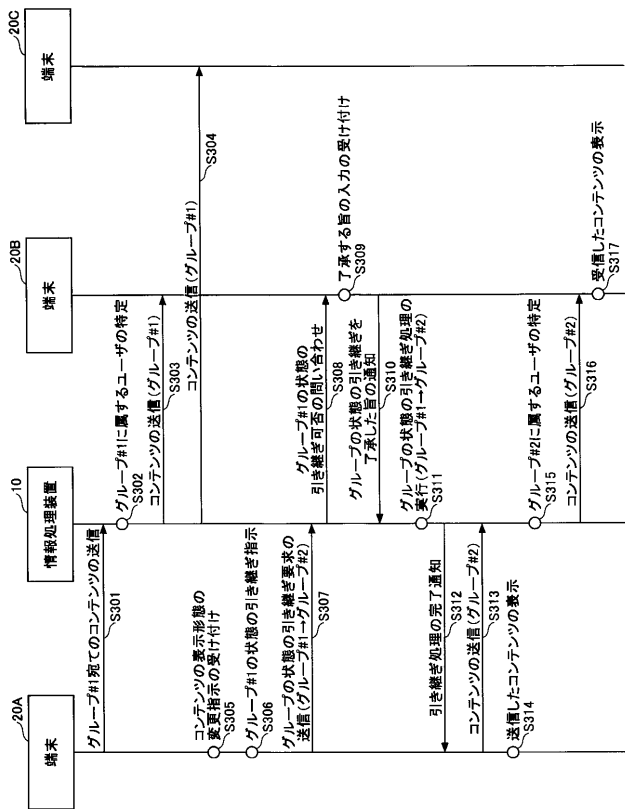 20A
端末
10
情報処理装置
20B
端末
20C
端末
グループ#1宛てのコンテンツの送信
S301
グループ#1に属するユーザの特定
S302
コンテンツの送信(グループ#1)
S303
コンテンツの送信(グループ#1)
S304
コンテンツの表示形態の
変更指示の受け付け
S305
グループ#1の状態の引き継ぎ指示
S306
グループの状態の引き継ぎ要求の
送信(グループ#1→グループ#2)
S307
グループ#1の状態の
引き継ぎ可否の問い合わせ
S308
了承する旨の入力の受け付け
S309
グループの状態の引き継ぎを
了承した旨の通知
S310
グループの状態の引き継ぎ処理の
実行(グループ#1→グループ#2)
S311
引き継ぎ処理の完了通知
S312
コンテンツの送信(グループ#2)
S313
送信したコンテンツの表示
S314
グループ#2に属するユーザの特定
S315
コンテンツの送信(グループ#2)
S316
受信したコンテンツの表示
S317